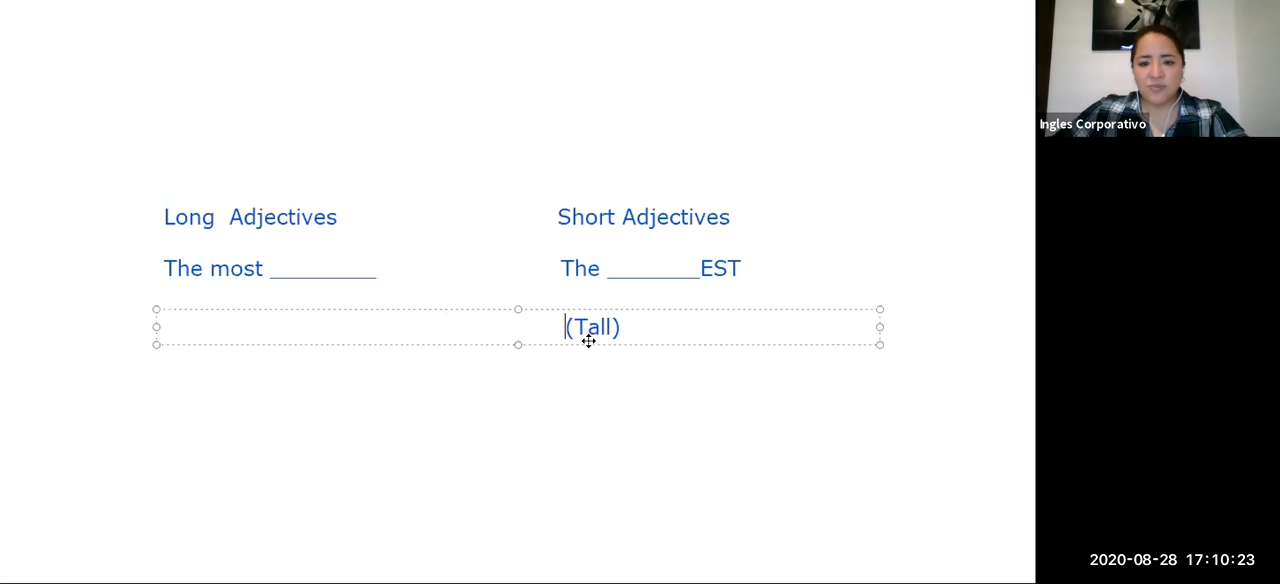 Ingles Corporativo
Long Adjectives Short Adjectives
The most _________ The ________EST
(Tall)
2020-08-28 17:10:23